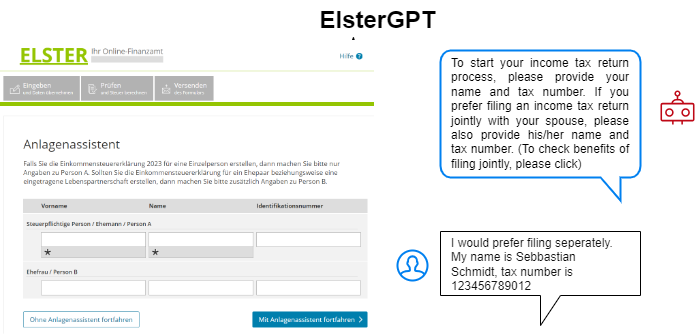 ElsterGPT
ELSTER Ihr Online-Finanzamt
Hilfe ?
Eingeben
und Daten übernehmen
Prüfen
und Steuer berechnen
Versenden
des Formulars
Anlagenassistent
Falls Sie die Einkommensteuererklärung 2023 für eine Einzelperson erstellen, dann machen Sie bitte nur
Angaben zu Person A. Sollten Sie die Einkommensteuererklärung für ein Ehepaar beziehungsweise eine
eingetragene Lebenspartnerschaft erstellen, dann machen Sie bitte zusätzlich Angaben zu Person B.
Vorname Name Identifikationsnummer
Steuerpflichtige Person / Ehemann / Person A
* *
Ehefrau / Person B
Ohne Anlagenassistent fortfahren
Mit Anlagenassistent fortfahren
To start your income tax return
process, please provide your
name and tax number. If you
prefer filing an income tax return
jointly with your spouse, please
also provide his/her name and
tax number. (To check benefits of
filing jointly, please click)
I would prefer filing seperately.
My name is Sebbastian
Schmidt, tax number is
123456789012